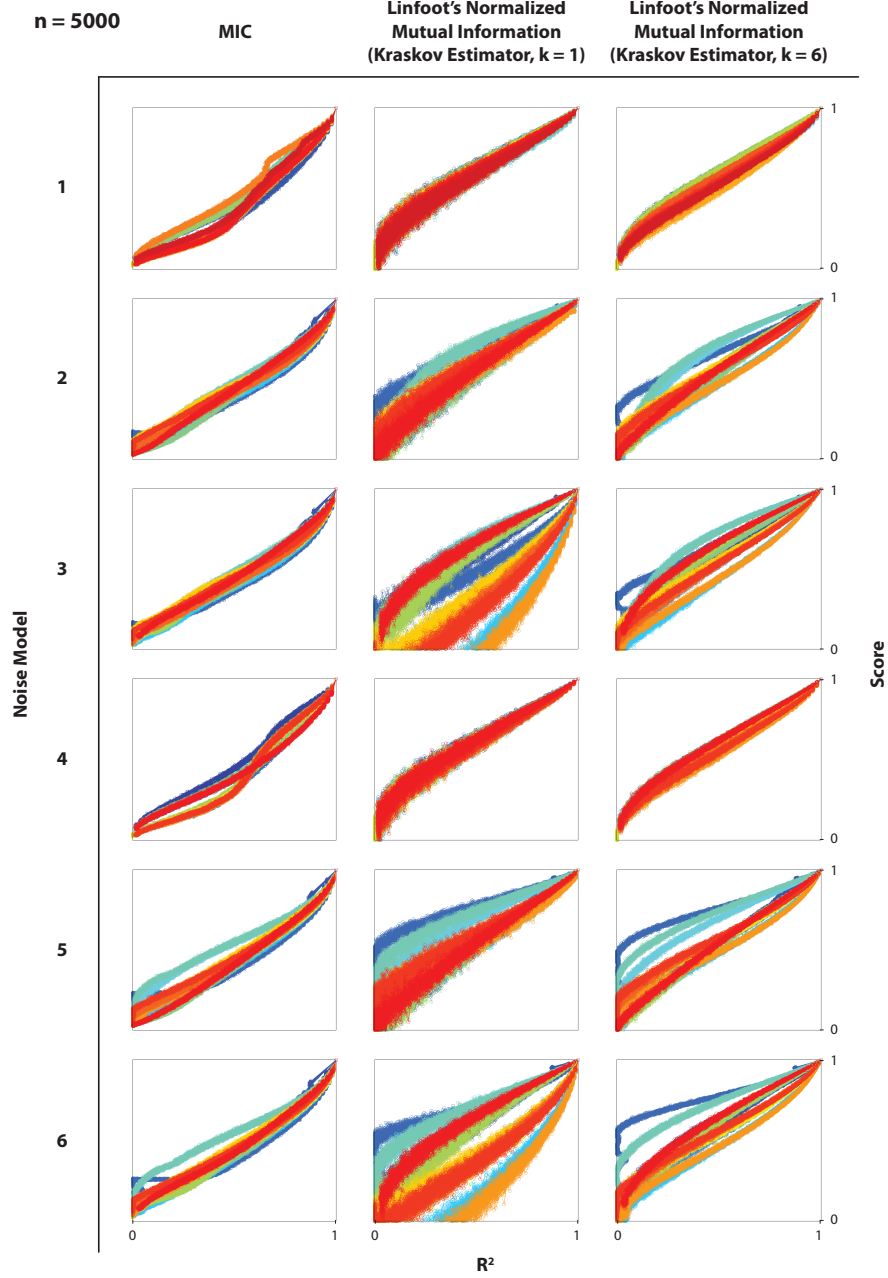 n = 5000
MIC
Linfoot's Normalized
Mutual Information
(Kraskov Estimator, k = 1)
Linfoot's Normalized
Mutual Information
(Kraskov Estimator, k = 6)
1
1
0
2
1
0
3
1
0
4
1
0
5
1
0
6
1
0
0
1
0
1
0
1
R²
Noise Model
Score